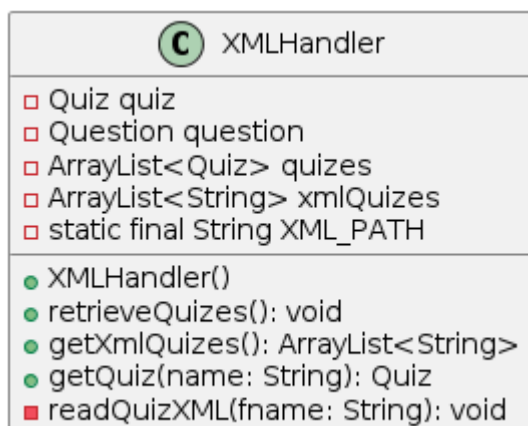 C XMLHandler
Quiz quiz
Question question
ArrayList<Quiz> quizes
ArrayList<String> xmlQuizes
static final String XML_PATH
XMLHandler()
retrieveQuizes(): void
getXmlQuizes(): ArrayList<String>
getQuiz(name: String): Quiz
readQuizXML(fname: String): void